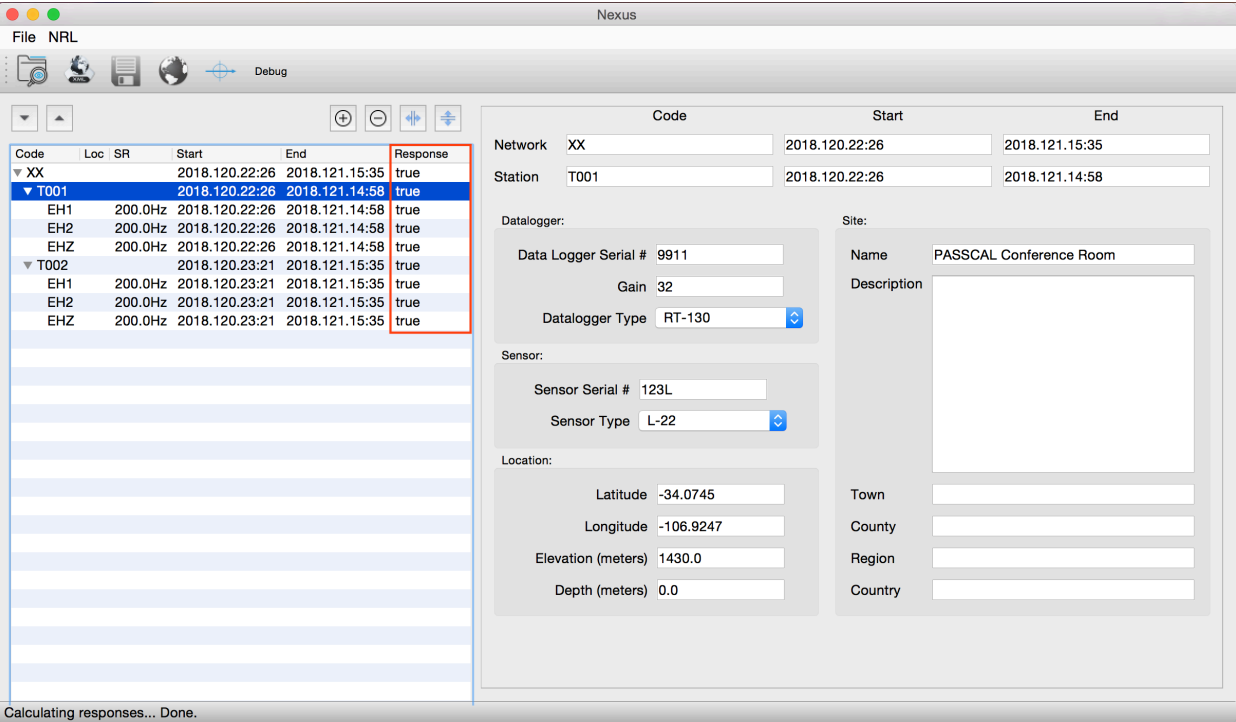 Nexus
File NRL
XML
Debug
Code Loc SR Start End Response
XX 2018.120.22:26 2018.121.15:35 true
T001 2018.120.22:26 2018.121.14:58 true
EH1 200.0Hz 2018.120.22:26 2018.121.14:58 true
EH2 200.0Hz 2018.120.22:26 2018.121.14:58 true
EHZ 200.0Hz 2018.120.22:26 2018.121.14:58 true
T002 2018.120.23:21 2018.121.15:35 true
EH1 200.0Hz 2018.120.23:21 2018.121.15:35 true
EH2 200.0Hz 2018.120.23:21 2018.121.15:35 true
EHZ 200.0Hz 2018.120.23:21 2018.121.15:35 true
Code Start End
Network XX 2018.120.22:26 2018.121.15:35
Station T001 2018.120.22:26 2018.121.14:58
Datalogger:
Data Logger Serial # 9911
Gain 32
Datalogger Type RT-130
Sensor:
Sensor Serial # 123L
Sensor Type L-22
Location:
Latitude -34.0745
Longitude -106.9247
Elevation (meters) 1430.0
Depth (meters) 0.0
Site:
Name PASSCAL Conference Room
Description
Town
County
Region
Country
Calculating responses... Done.